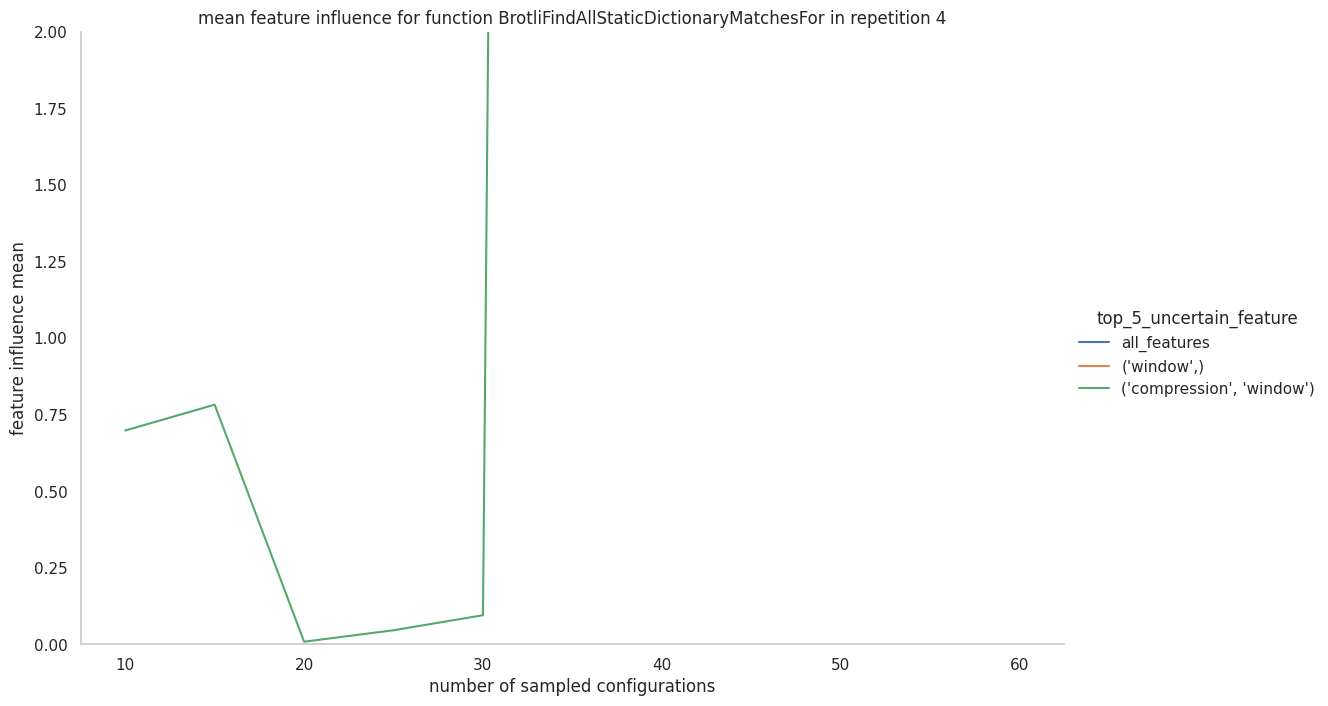 mean feature influence for function BrotliFindAllStaticDictionaryMatchesFor in repetition 4
2.00
1.75
1.50
1.25
1.00
0.75
0.50
0.25
0.00
feature influence mean
10
20
30
40
50
60
number of sampled configurations
top_5_uncertain_feature
all_features
('window',)
('compression', 'window')